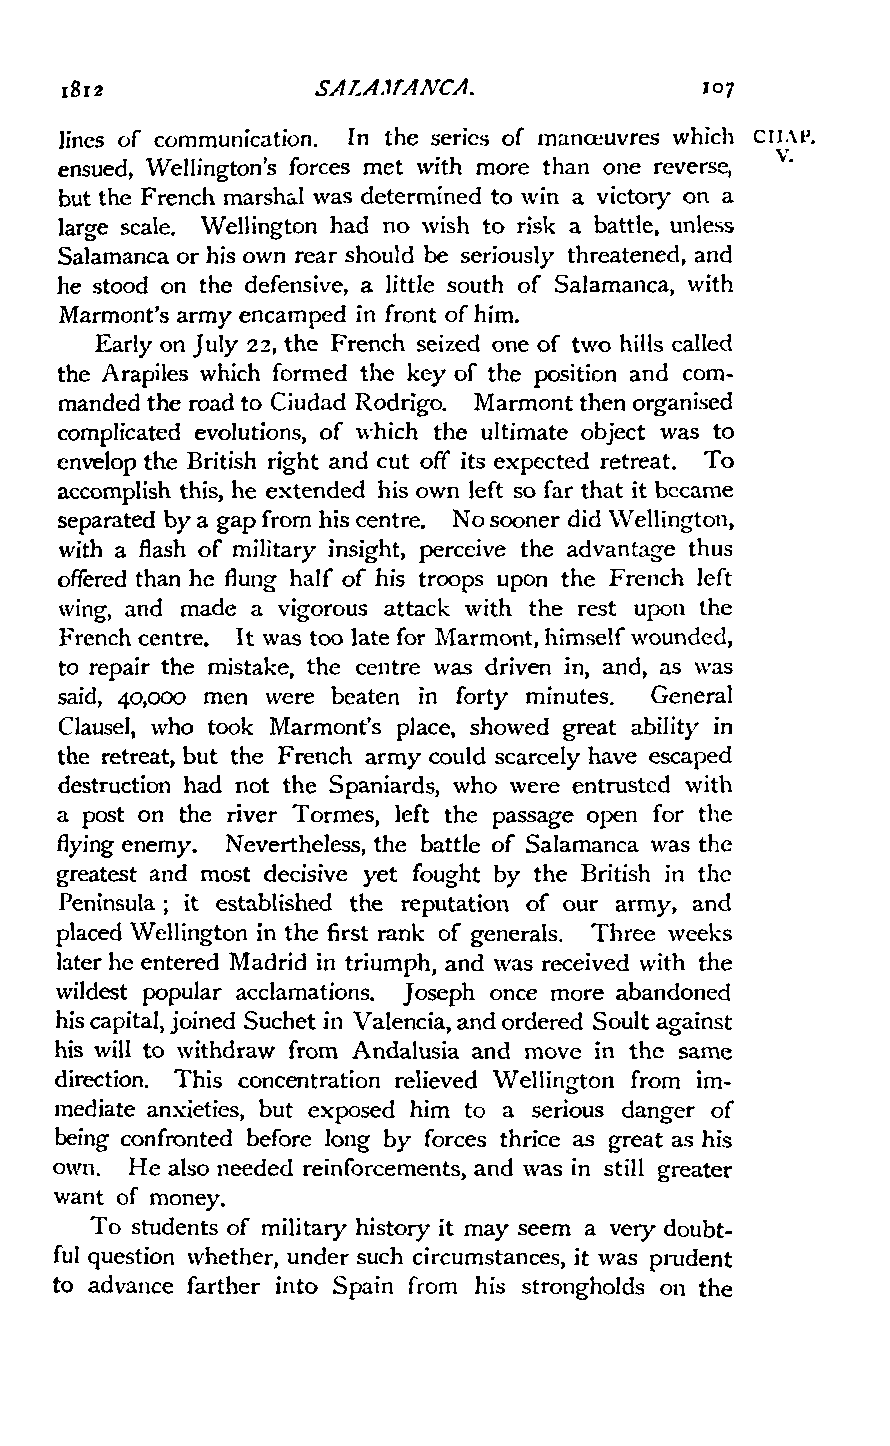 1812 SALAMANCA. 107
lines of communication. In the series of manœuvres which CHAP.
ensued, Wellington's forces met with more than one reverse, V.
but the French marshal was determined to win a victory on a
large scale. Wellington had no wish to risk a battle, unless
Salamanca or his own rear should be seriously threatened, and
he stood on the defensive, a little south of Salamanca, with
Marmont's army encamped in front of him.
Early on July 22, the French seized one of two hills called
the Arapiles which formed the key of the position and com-
manded the road to Ciudad Rodrigo. Marmont then organised
complicated evolutions, of which the ultimate object was to
envelop the British right and cut off its expected retreat. To
accomplish this, he extended his own left so far that it became
separated by a gap from his centre. No sooner did Wellington,
with a flash of military insight, perceive the advantage thus
offered than he flung half of his troops upon the French left
wing, and made a vigorous attack with the rest upon the
French centre. It was too late for Marmont, himself wounded,
to repair the mistake, the centre was driven in, and, as was
said, 40,000 men were beaten in forty minutes. General
Clausel, who took Marmont's place, showed great ability in
the retreat, but the French army could scarcely have escaped
destruction had not the Spaniards, who were entrusted with
a post on the river Tormes, left the passage open for the
flying enemy. Nevertheless, the battle of Salamanca was the
greatest and most decisive yet fought by the British in the
Peninsula ; it established the reputation of our army, and
placed Wellington in the first rank of generals. Three weeks
later he entered Madrid in triumph, and was received with the
wildest popular acclamations. Joseph once more abandoned
his capital, joined Suchet in Valencia, and ordered Soult against
his will to withdraw from Andalusia and move in the same
direction. This concentration relieved Wellington from im-
mediate anxieties, but exposed him to a serious danger of
being confronted before long by forces thrice as great as his
own. He also needed reinforcements, and was in still greater
want of money.
To students of military history it may seem a very doubt-
ful question whether, under such circumstances, it was prudent
to advance farther into Spain from his strongholds on the